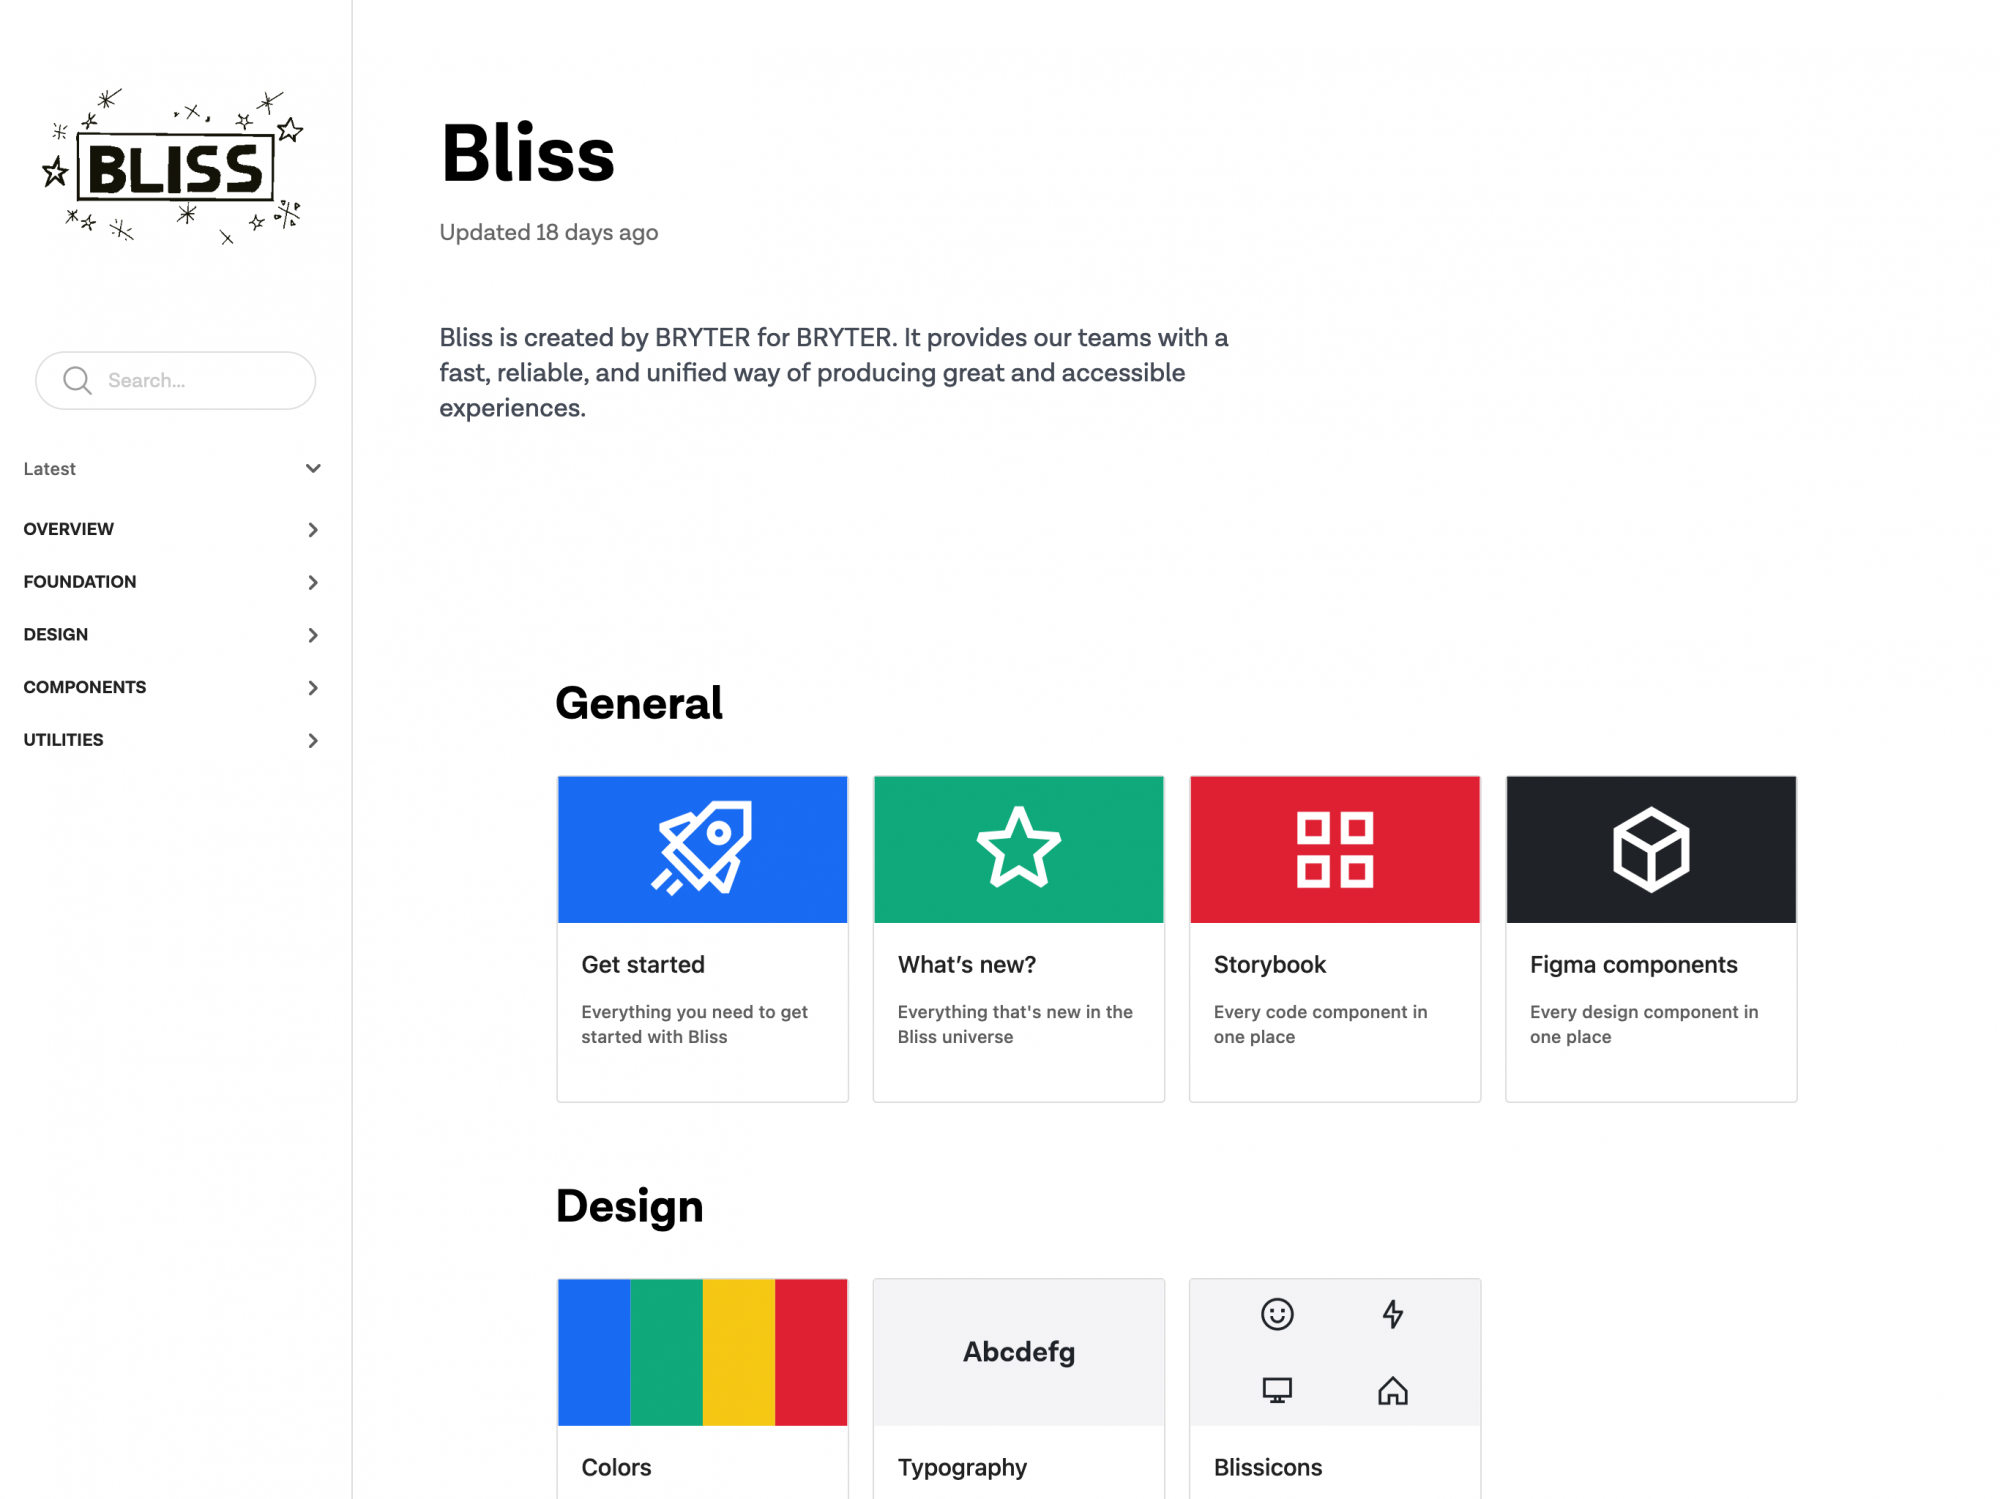 BLISS
Search...
Latest
OVERVIEW
FOUNDATION
DESIGN
COMPONENTS
UTILITIES
Bliss
Updated 18 days ago
Bliss is created by BRYTER for BRYTER. It provides our teams with a
fast, reliable, and unified way of producing great and accessible
experiences.
General
Get started
Everything you need to get
started with Bliss
What’s new?
Everything that's new in the
Bliss universe
Storybook
Every code component in
one place
Figma components
Every design component in
one place
Design
Colors
Abcdefg
Typography
Blissicons